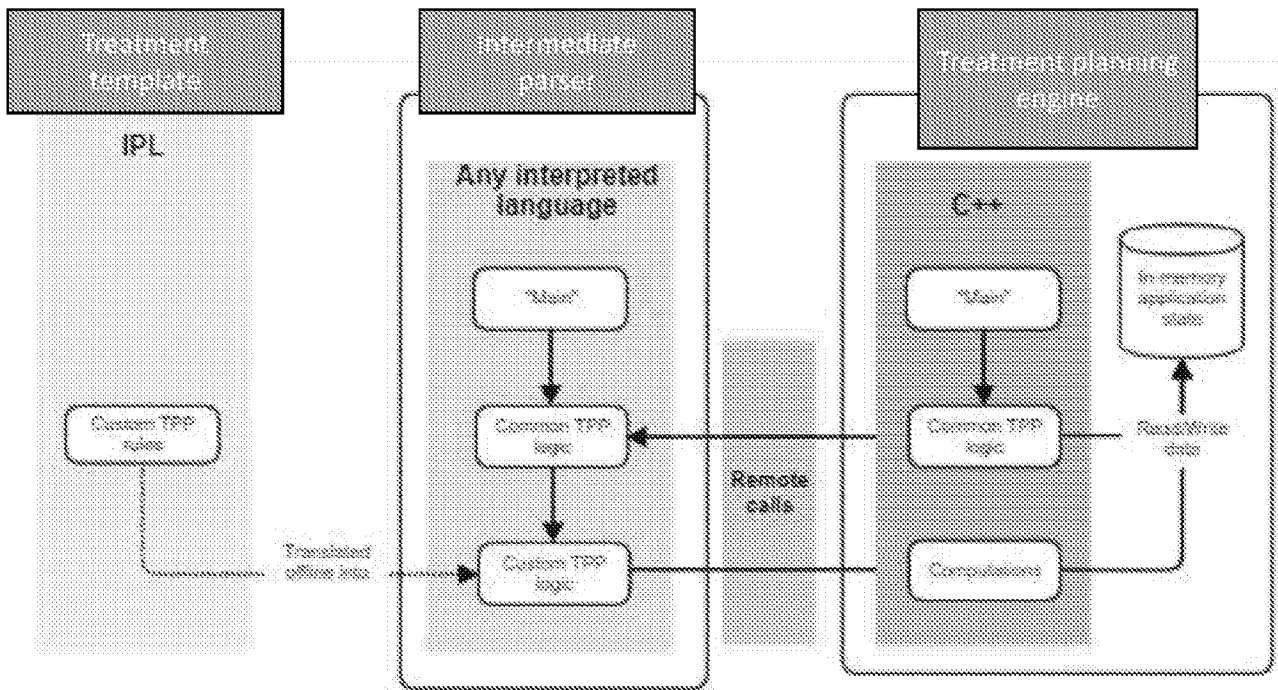 Treatment
template
intermediate
parser
Treatment planning
engine
IPL
Any interpreted
language
C++
"Main"
"Main"
In-memory
application
state
Custom TPP
rules
Common TPP
logic
Common TPP
logic
Read/Write
data
Remote
calls
Translated
offline into
Custom TPP
logic
Computations